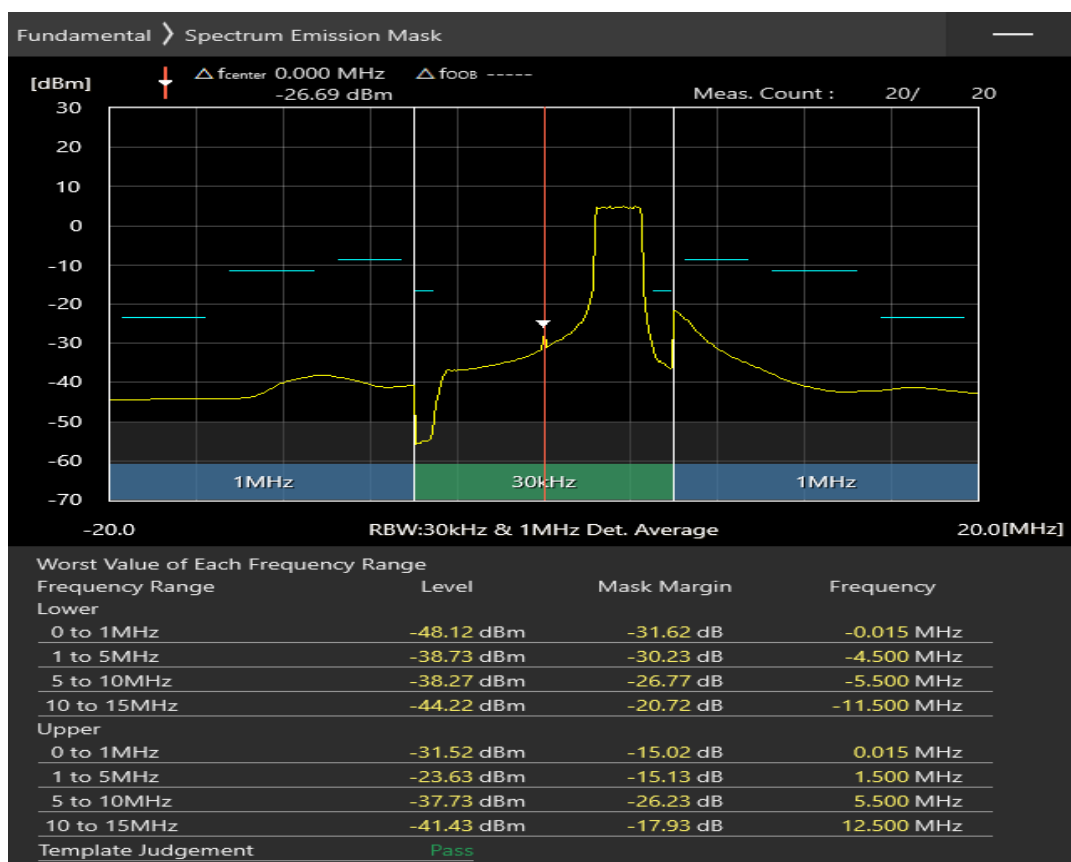 Fundamental ❯ Spectrum Emission Mask
[dBm] △ fcenter 0.000 MHz △ fOOB -----
-26.69 dBm Meas. Count : 20/ 20
30
20
10
0
-10
-20
-30
-40
-50
-60
-70
1MHz 30kHz 1MHz
-20.0 RBW:30kHz & 1MHz Det. Average 20.0[MHz]
Worst Value of Each Frequency Range
Frequency Range Level Mask Margin Frequency
Lower
0 to 1MHz -48.12 dBm -31.62 dB -0.015 MHz
1 to 5MHz -38.73 dBm -30.23 dB -4.500 MHz
5 to 10MHz -38.27 dBm -26.77 dB -5.500 MHz
10 to 15MHz -44.22 dBm -20.72 dB -11.500 MHz
Upper
0 to 1MHz -31.52 dBm -15.02 dB 0.015 MHz
1 to 5MHz -23.63 dBm -15.13 dB 1.500 MHz
5 to 10MHz -37.73 dBm -26.23 dB 5.500 MHz
10 to 15MHz -41.43 dBm -17.93 dB 12.500 MHz
Template Judgement Pass